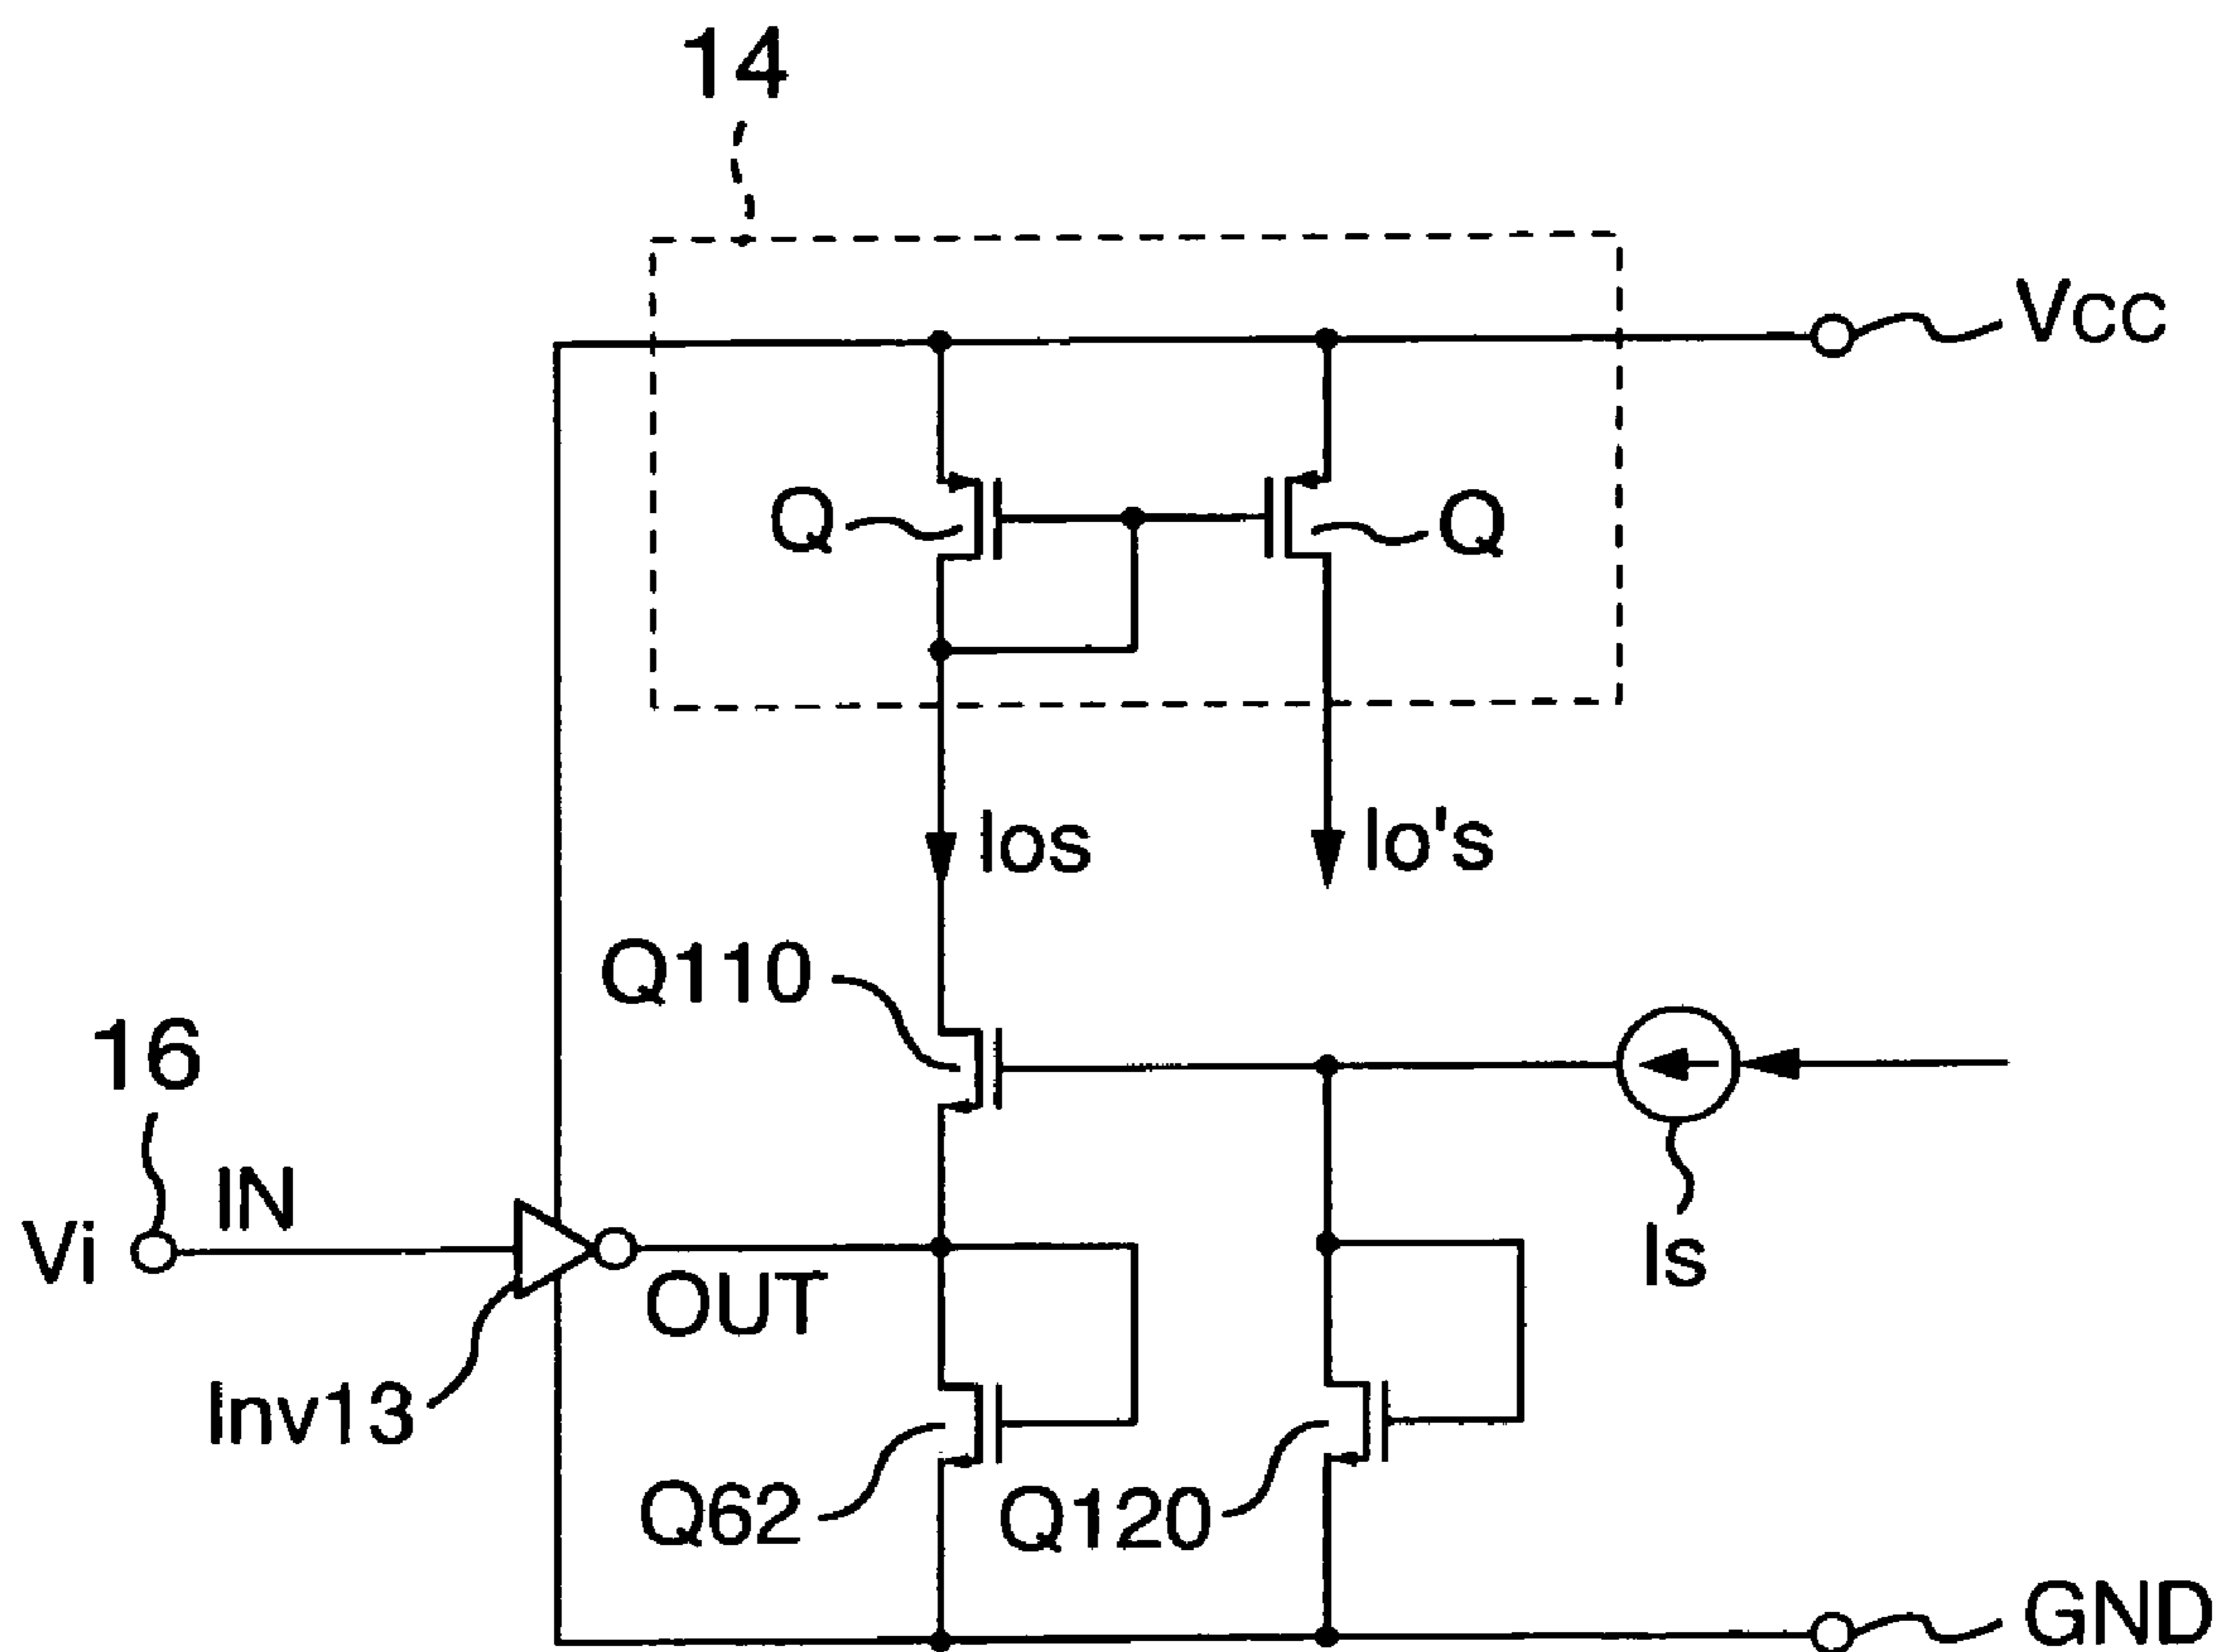 14
Vcc
Q
Q
Ios
Io's
Q110
16
IN
Vi
OUT
Is
Inv13
Q62
Q120
GND